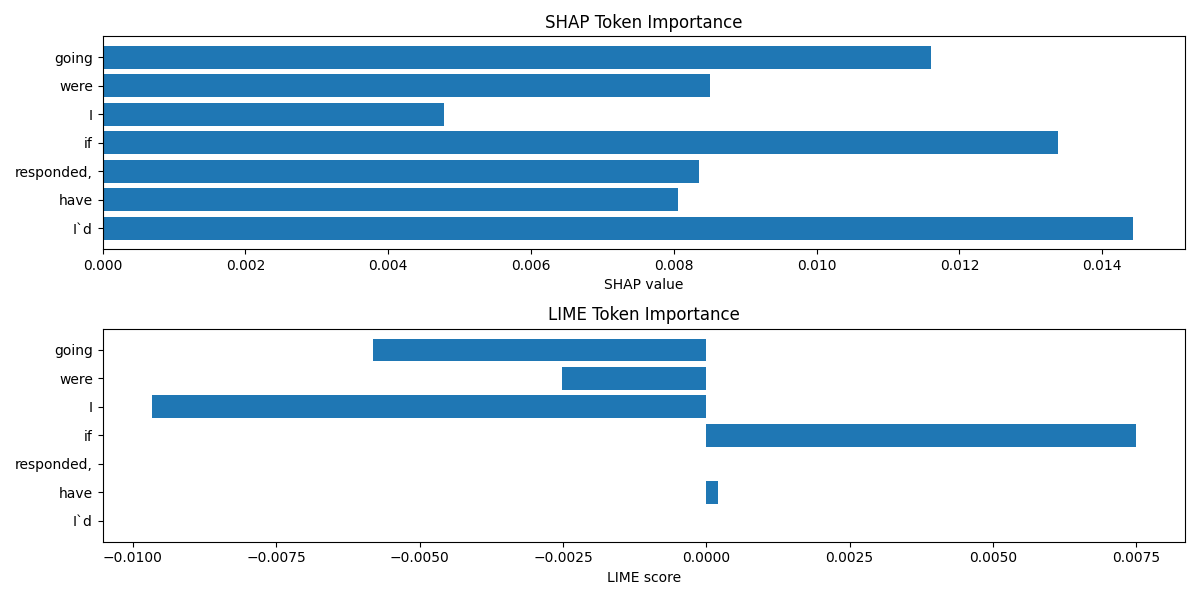 SHAP Token Importance
going
were
I
if
responded,
have
I`d
0.000 0.002 0.004 0.006 0.008 0.010 0.012 0.014
SHAP value
LIME Token Importance
going
were
I
if
responded,
have
I`d
−0.0100 −0.0075 −0.0050 −0.0025 0.0000 0.0025 0.0050 0.0075
LIME score